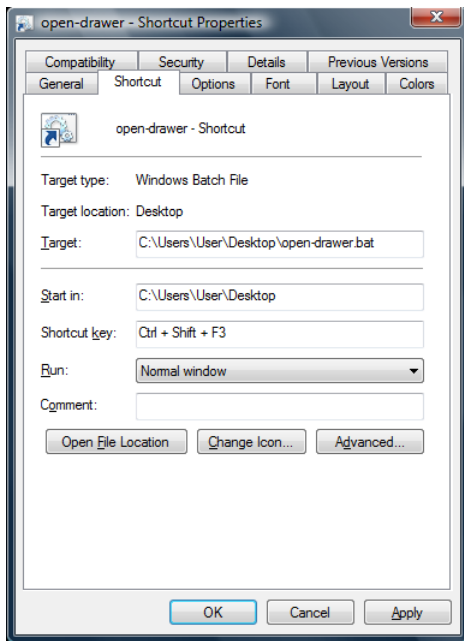 open-drawer - Shortcut Properties
Compatibility Security Details Previous Versions
General Shortcut Options Font Layout Colors
open-drawer - Shortcut
Target type: Windows Batch File
Target location: Desktop
Target: C:\Users\User\Desktop\open-drawer.bat
Start in: C:\Users\User\Desktop
Shortcut key: Ctrl + Shift + F3
Run: Normal window
Comment:
Open File Location Change Icon... Advanced...
OK Cancel Apply